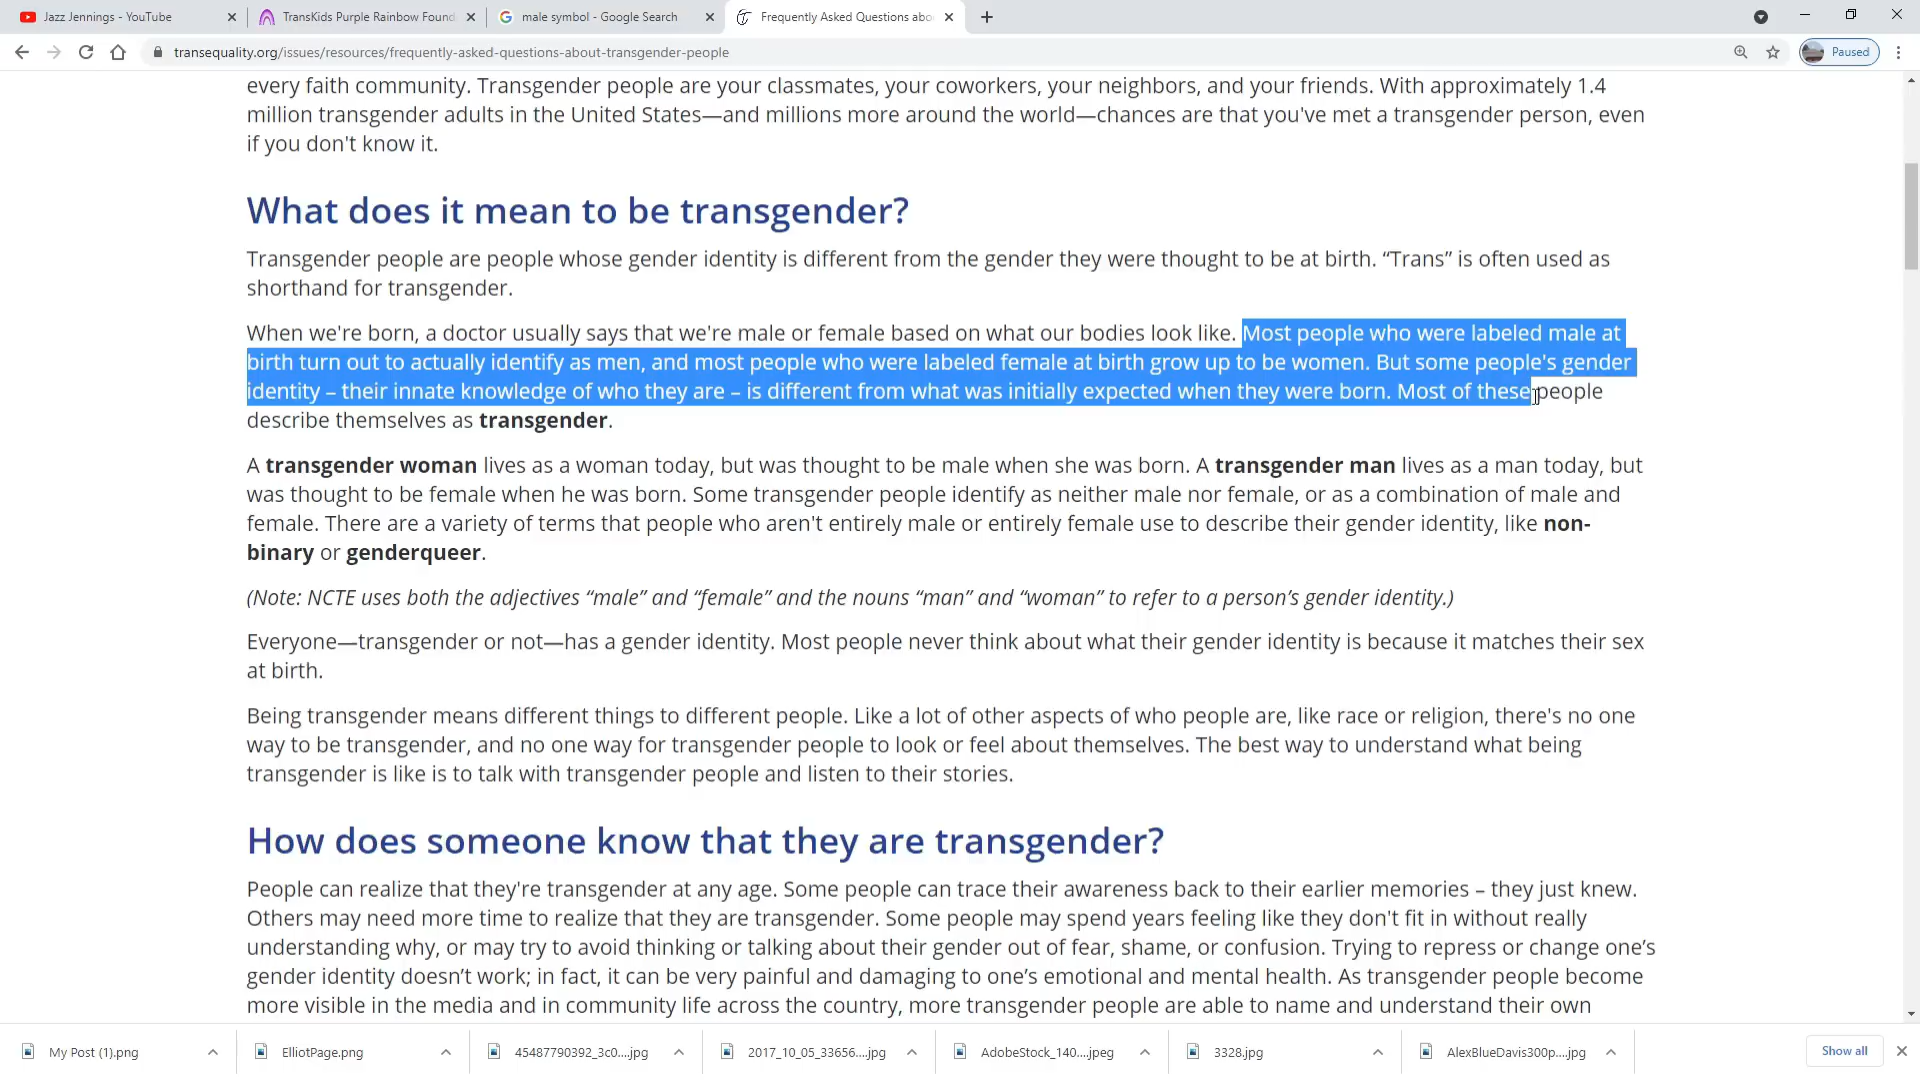 Jazz Jennings - YouTube
TransKids Purple Rainbow Found
male symbol - Google Search
Frequently Asked Questions abo
transequality.org/issues/resources/frequently-asked-questions-about-transgender-people
Paused
every faith community. Transgender people are your classmates, your coworkers, your neighbors, and your friends. With approximately 1.4
million transgender adults in the United States—and millions more around the world—chances are that you've met a transgender person, even
if you don't know it.
What does it mean to be transgender?
Transgender people are people whose gender identity is different from the gender they were thought to be at birth. “Trans” is often used as
shorthand for transgender.
When we're born, a doctor usually says that we're male or female based on what our bodies look like. Most people who were labeled male at
birth turn out to actually identify as men, and most people who were labeled female at birth grow up to be women. But some people's gender
identity – their innate knowledge of who they are – is different from what was initially expected when they were born. Most of these people
describe themselves as transgender.
A transgender woman lives as a woman today, but was thought to be male when she was born. A transgender man lives as a man today, but
was thought to be female when he was born. Some transgender people identify as neither male nor female, or as a combination of male and
female. There are a variety of terms that people who aren't entirely male or entirely female use to describe their gender identity, like non-
binary or genderqueer.
(Note: NCTE uses both the adjectives “male” and “female” and the nouns “man” and “woman” to refer to a person’s gender identity.)
Everyone—transgender or not—has a gender identity. Most people never think about what their gender identity is because it matches their sex
at birth.
Being transgender means different things to different people. Like a lot of other aspects of who people are, like race or religion, there's no one
way to be transgender, and no one way for transgender people to look or feel about themselves. The best way to understand what being
transgender is like is to talk with transgender people and listen to their stories.
How does someone know that they are transgender?
People can realize that they're transgender at any age. Some people can trace their awareness back to their earlier memories – they just knew.
Others may need more time to realize that they are transgender. Some people may spend years feeling like they don't fit in without really
understanding why, or may try to avoid thinking or talking about their gender out of fear, shame, or confusion. Trying to repress or change one’s
gender identity doesn’t work; in fact, it can be very painful and damaging to one’s emotional and mental health. As transgender people become
more visible in the media and in community life across the country, more transgender people are able to name and understand their own
My Post (1).png
ElliotPage.png
45487790392_3c0....jpg
2017_10_05_33656....jpg
AdobeStock_140....jpeg
3328.jpg
AlexBlueDavis300p....jpg
Show all